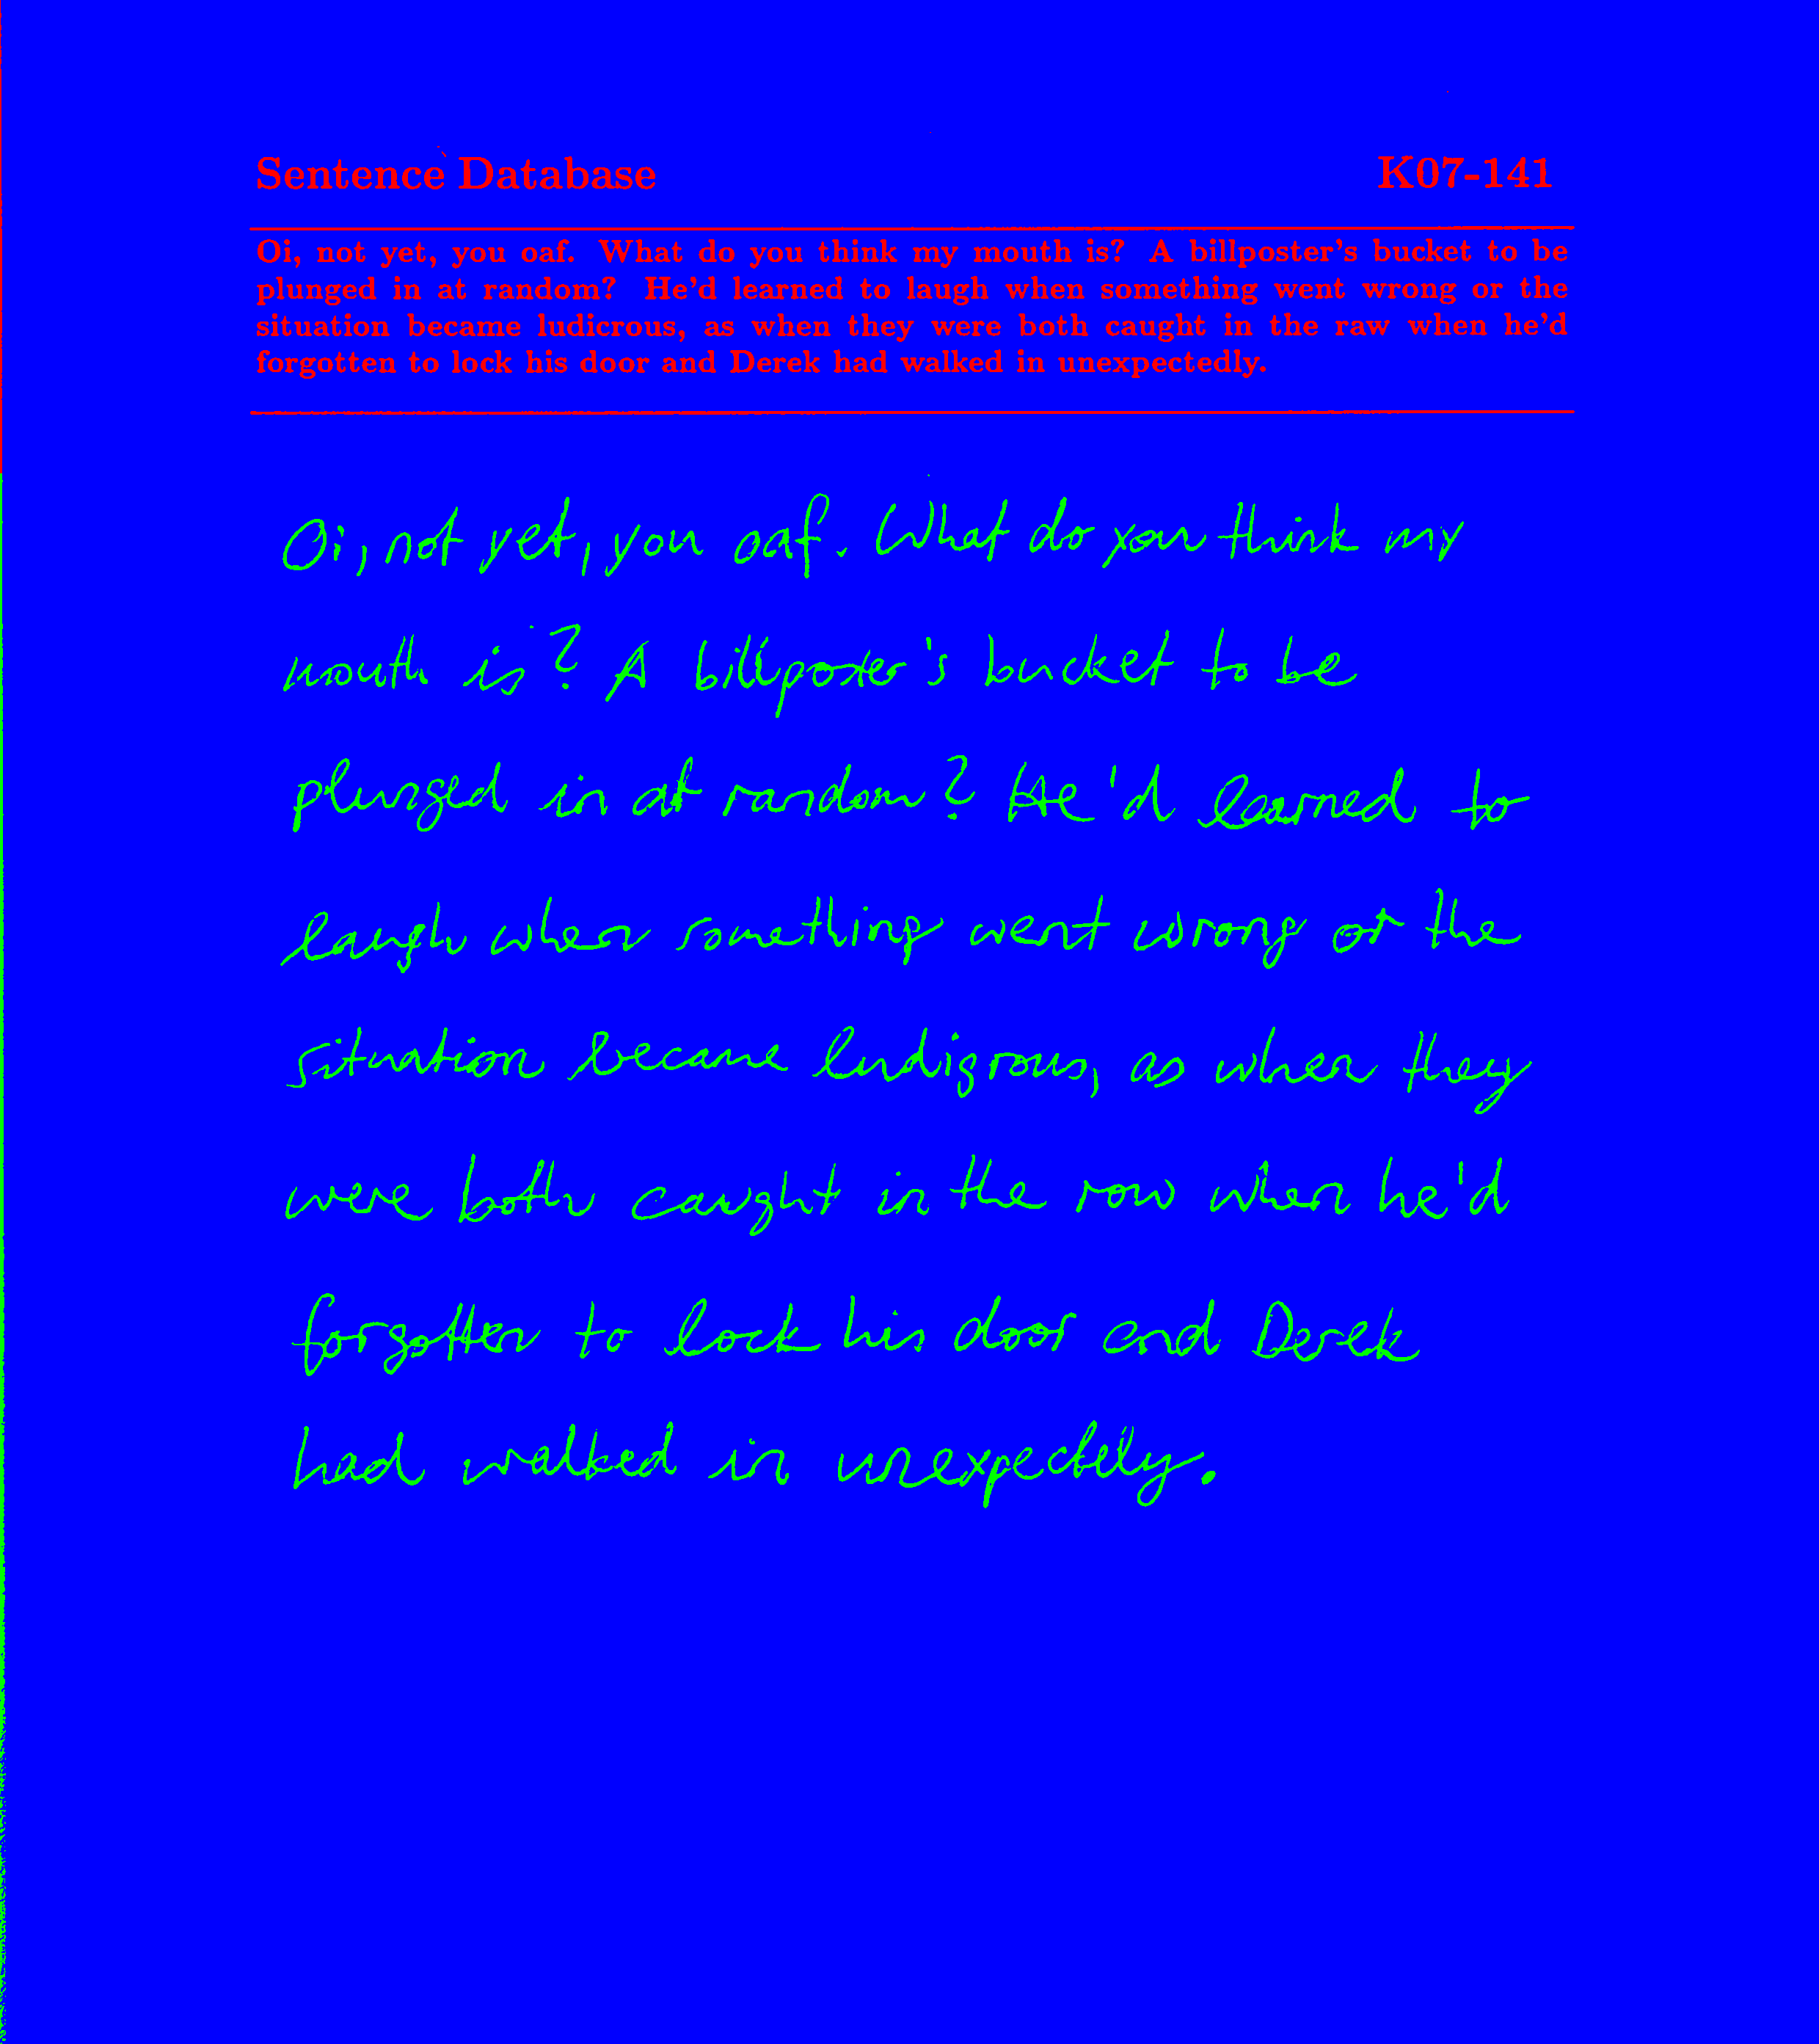 Sentence Database K07-141
Oi, not yet, you oaf. What do you think my mouth is? A billposter's bucket to be
plunged in at random? He'd learned to laugh when something went wrong or the
situation became ludicrous, as when they were both caught in the raw when he'd
forgotten to lock his door and Derek had walked in unexpectedly.
Oi, not yet, you oaf. What do you think my
mouth is? A billposter's bucket to be
plunged in at random? He'd learned to
laugh when something went wrong or the
situation became ludigrous, as when they
were both caught in the row when he'd
forgotten to lock his door and Derek
had walked in unexpectedly.